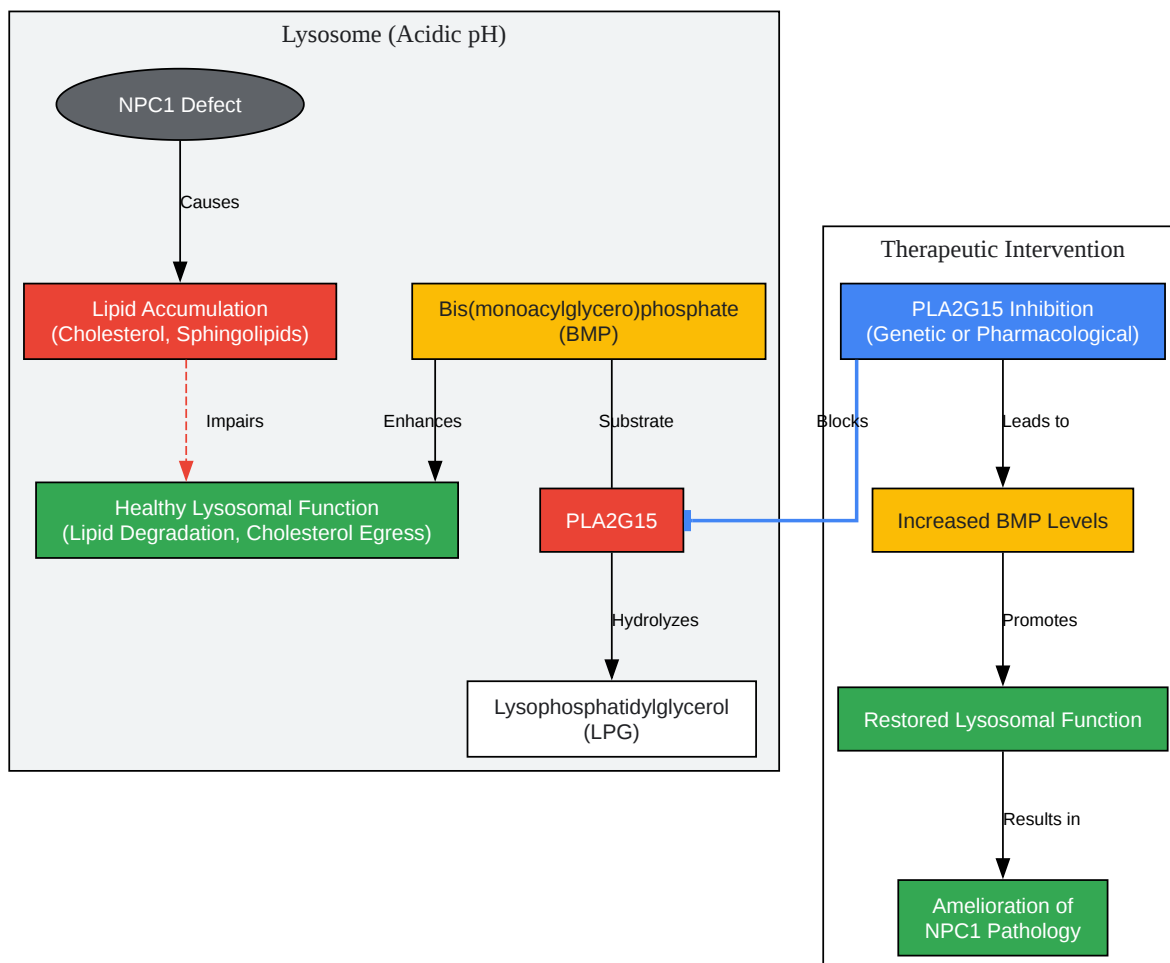 Lysosome (Acidic pH)
NPC1 Defect
Causes
Lipid Accumulation
(Cholesterol, Sphingolipids)
Bis(monoacylglycero)phosphate
(BMP)
Impairs
Enhances
Substrate
Healthy Lysosomal Function
(Lipid Degradation, Cholesterol Egress)
PLA2G15
Hydrolyzes
Lysophosphatidylglycerol
(LPG)
Therapeutic Intervention
PLA2G15 Inhibition
(Genetic or Pharmacological)
Blocks
Leads to
Increased BMP Levels
Promotes
Restored Lysosomal Function
Results in
Amelioration of
NPC1 Pathology